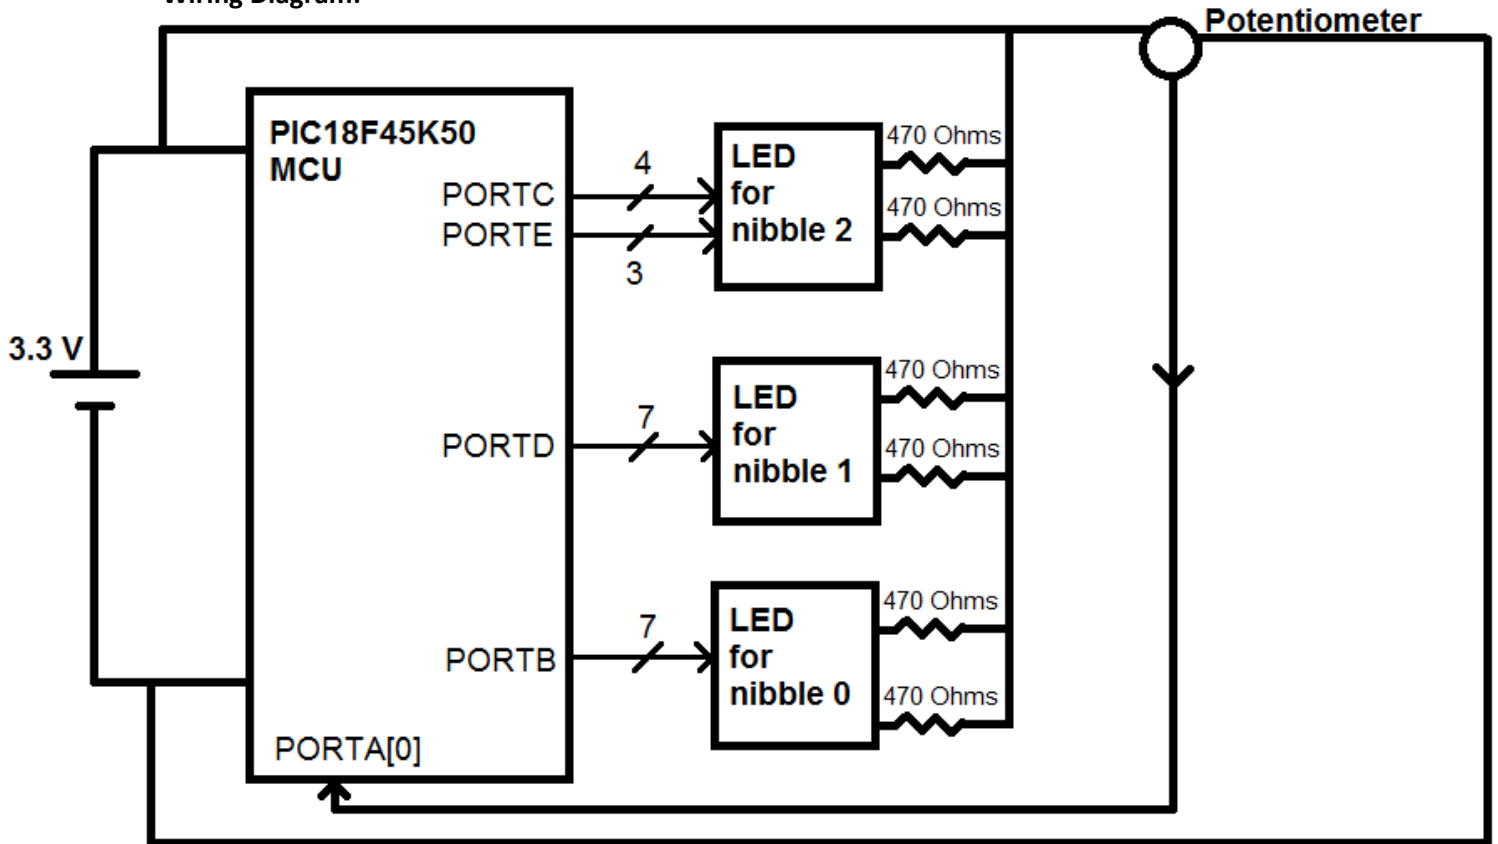 Wiring Diagram:
Potentiometer
PIC18F45K50
MCU
PORTC
PORTE
PORTD
PORTB
PORTA[0]
3.3 V
4
3
7
7
LED
for
nibble 2
470 Ohms
470 Ohms
LED
for
nibble 1
470 Ohms
470 Ohms
LED
for
nibble 0
470 Ohms
470 Ohms